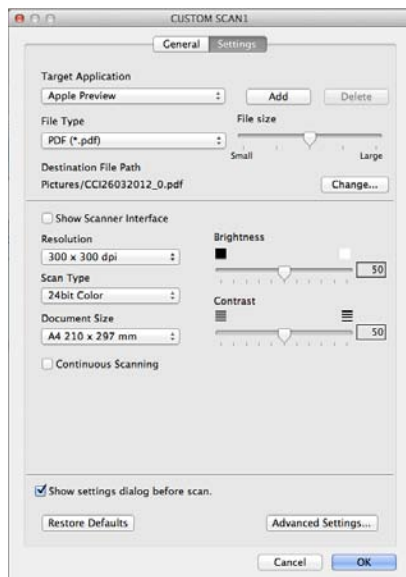 CUSTOM SCAN1
General Settings
Target Application
Apple Preview Add Delete
File Type File size
PDF (*.pdf)
Small Large
Destination File Path
Pictures/CCI26032012_0.pdf Change...
Show Scanner Interface
Resolution Brightness
300 x 300 dpi
50
Scan Type
24bit Color
Contrast
Document Size
A4 210 x 297 mm 50
Continuous Scanning
Show settings dialog before scan.
Restore Defaults Advanced Settings...
Cancel OK